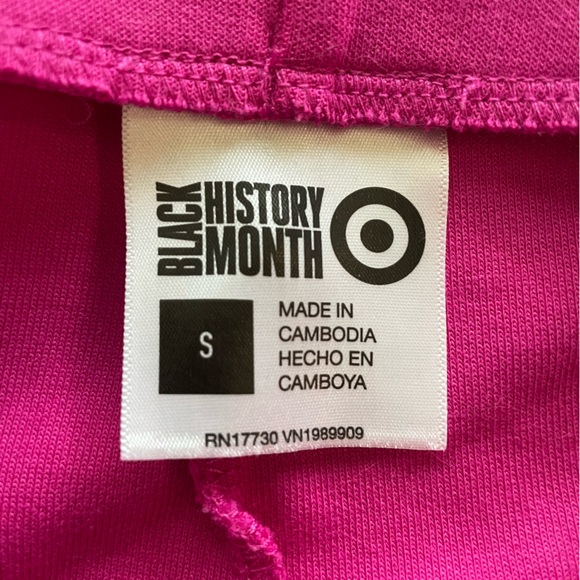 BLACK
HISTORY
MONTH
S
MADE IN
CAMBODIA
HECHO EN
CAMBOYA
RN17730 VN1989909